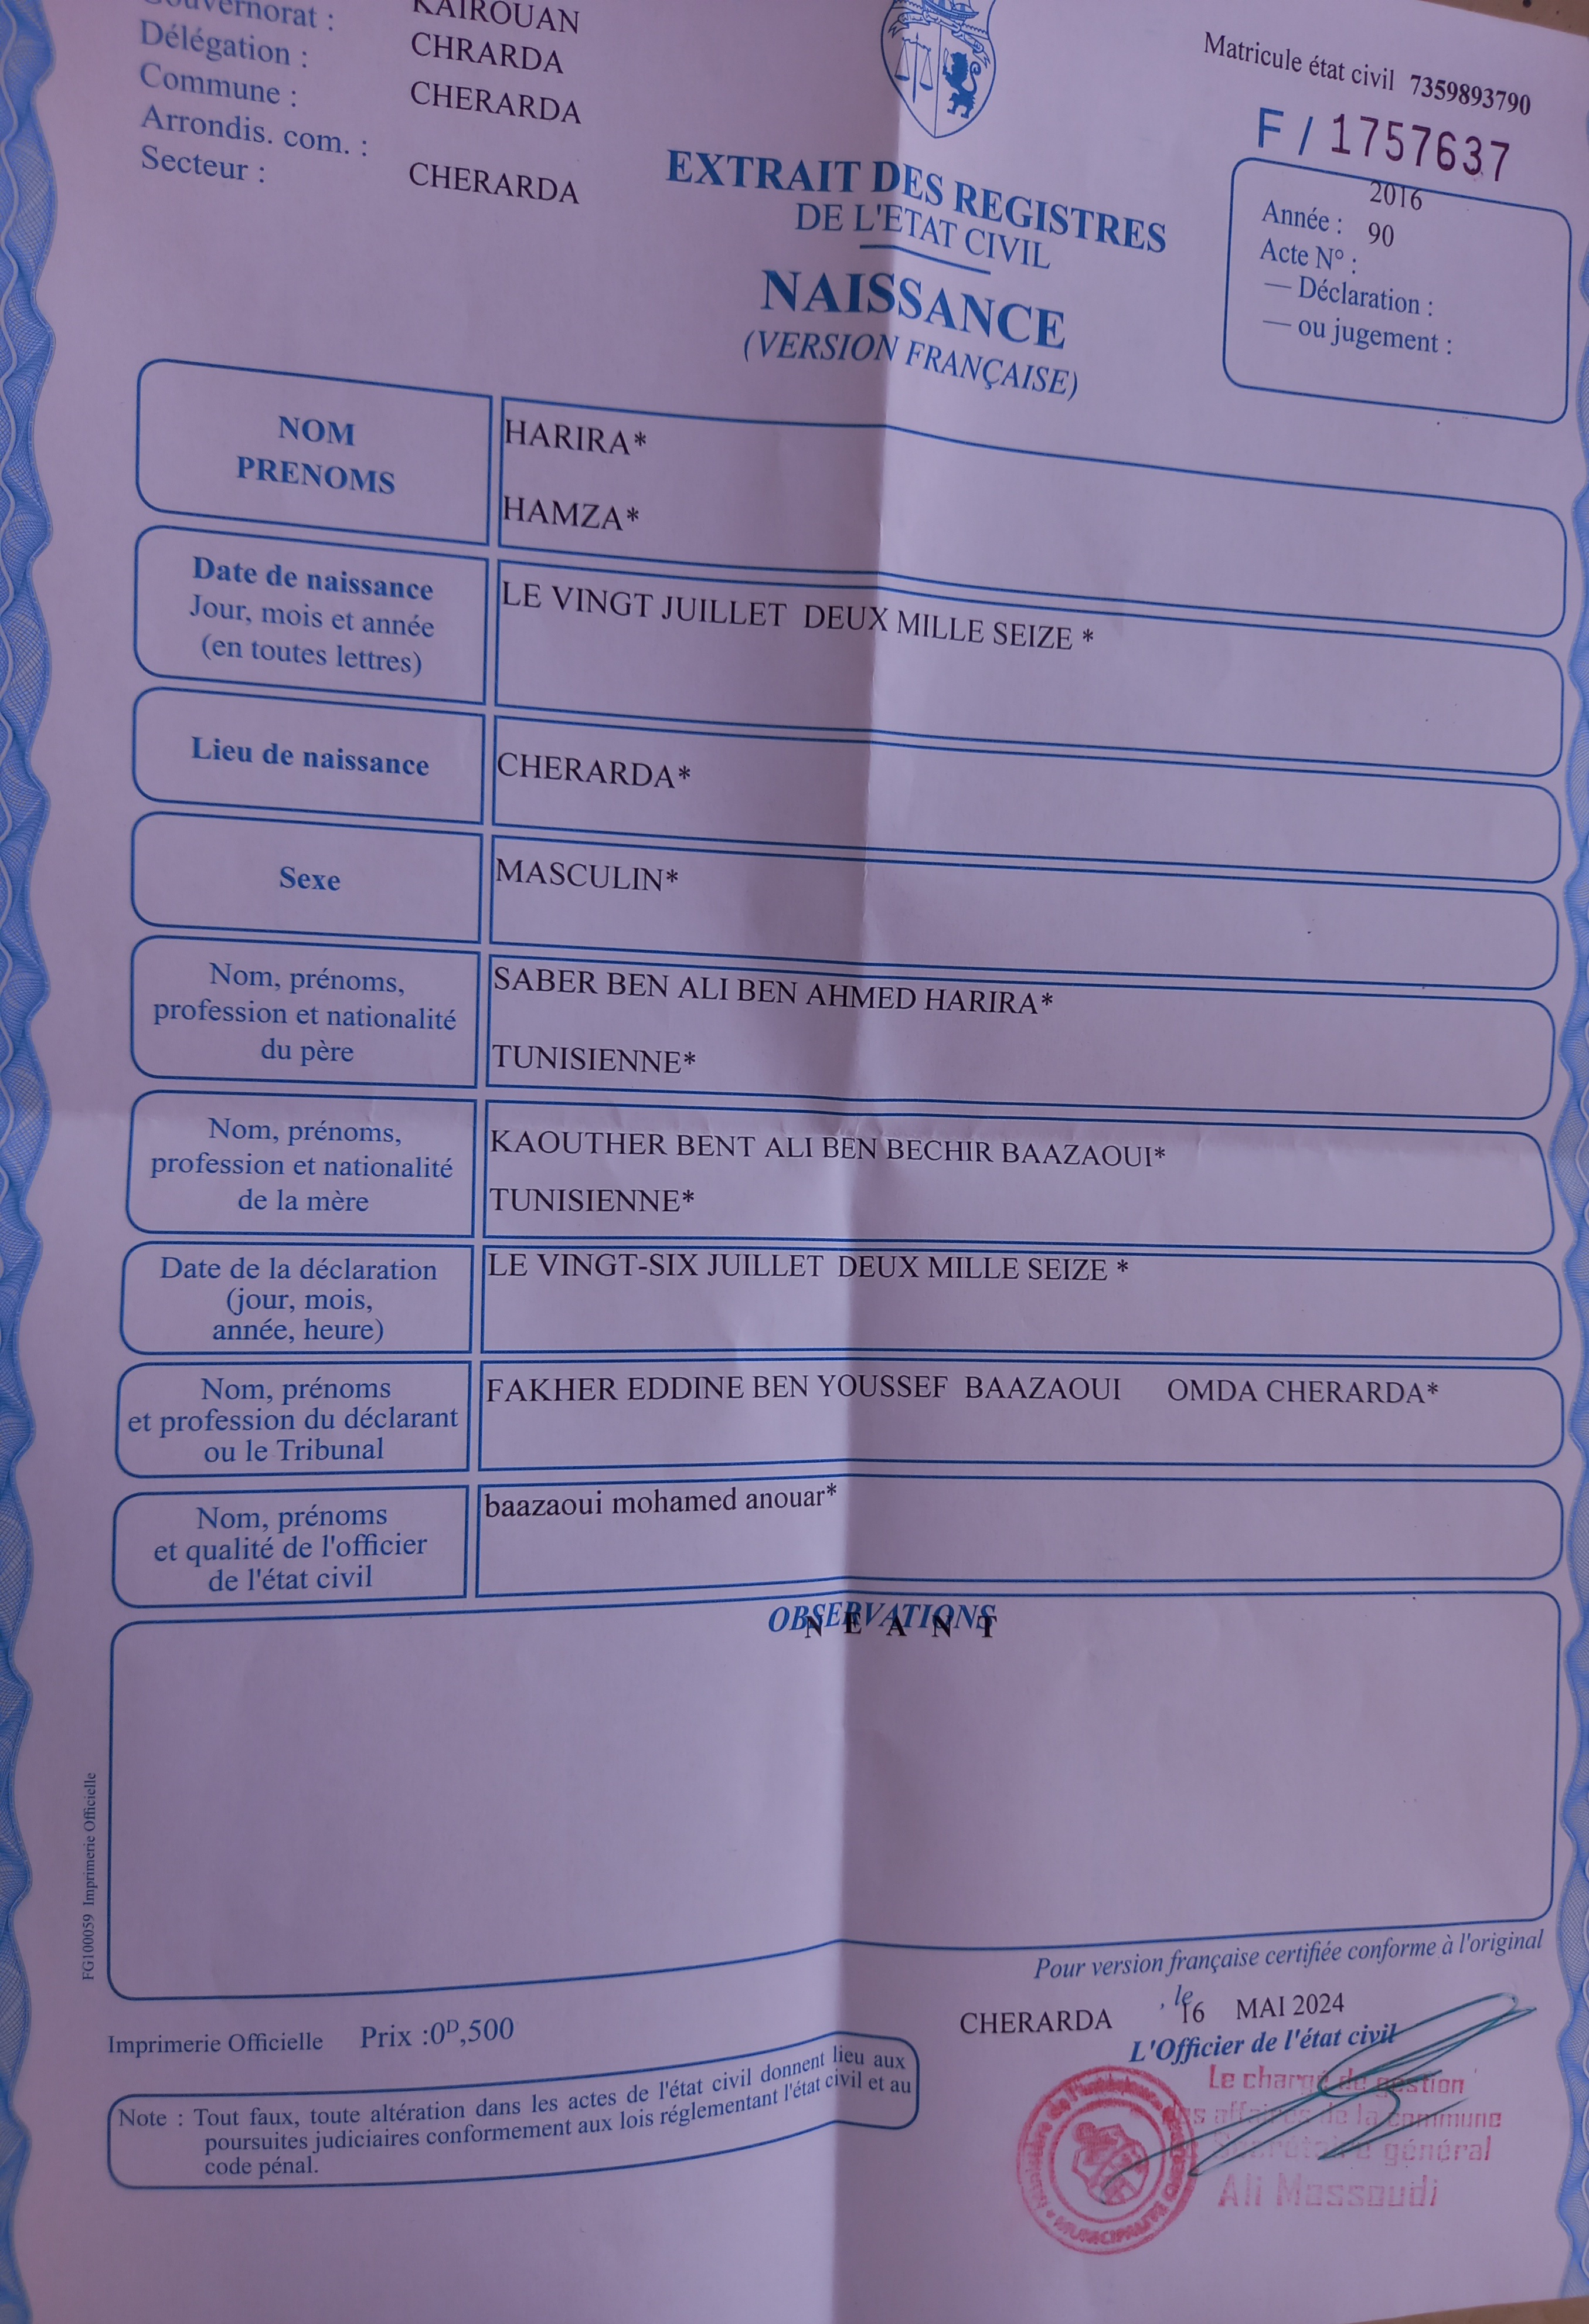 Gouvernorat : KAIROUAN
Délégation : CHRARDA
Commune : CHERARDA
Arrondis. com. :
Secteur : CHERARDA
Matricule état civil 7359893790
F / 1757637
2016
Année : 90
Acte N° :
— Déclaration :
— ou jugement :
EXTRAIT DES REGISTRES
DE L'ETAT CIVIL
NAISSANCE
(VERSION FRANÇAISE)
NOM
PRENOMS
HARIRA*
HAMZA*
Date de naissance
Jour, mois et année
(en toutes lettres)
LE VINGT JUILLET DEUX MILLE SEIZE *
Lieu de naissance
CHERARDA*
Sexe
MASCULIN*
Nom, prénoms,
profession et nationalité
du père
SABER BEN ALI BEN AHMED HARIRA*
TUNISIENNE*
Nom, prénoms,
profession et nationalité
de la mère
KAOUTHER BENT ALI BEN BECHIR BAAZAOUI*
TUNISIENNE*
Date de la déclaration
(jour, mois,
année, heure)
LE VINGT-SIX JUILLET DEUX MILLE SEIZE *
Nom, prénoms
et profession du déclarant
ou le Tribunal
FAKHER EDDINE BEN YOUSSEF BAAZAOUI OMDA CHERARDA*
Nom, prénoms
et qualité de l'officier
de l'état civil
baazaoui mohamed anouar*
OBSERVATIONS
N E A N T
FG100059 Imprimerie Officielle
Pour version française certifiée conforme à l'original
CHERARDA , le 16 MAI 2024
L'Officier de l'état civil
Imprimerie Officielle Prix :0D,500
Note : Tout faux, toute altération dans les actes de l'état civil donnent lieu aux
poursuites judiciaires conformement aux lois réglementant l'état civil et au
code pénal.
Le chargé de gestion
affaires de la commune
Secrétaire général
Ali Massoudi
MUNICIPALITE